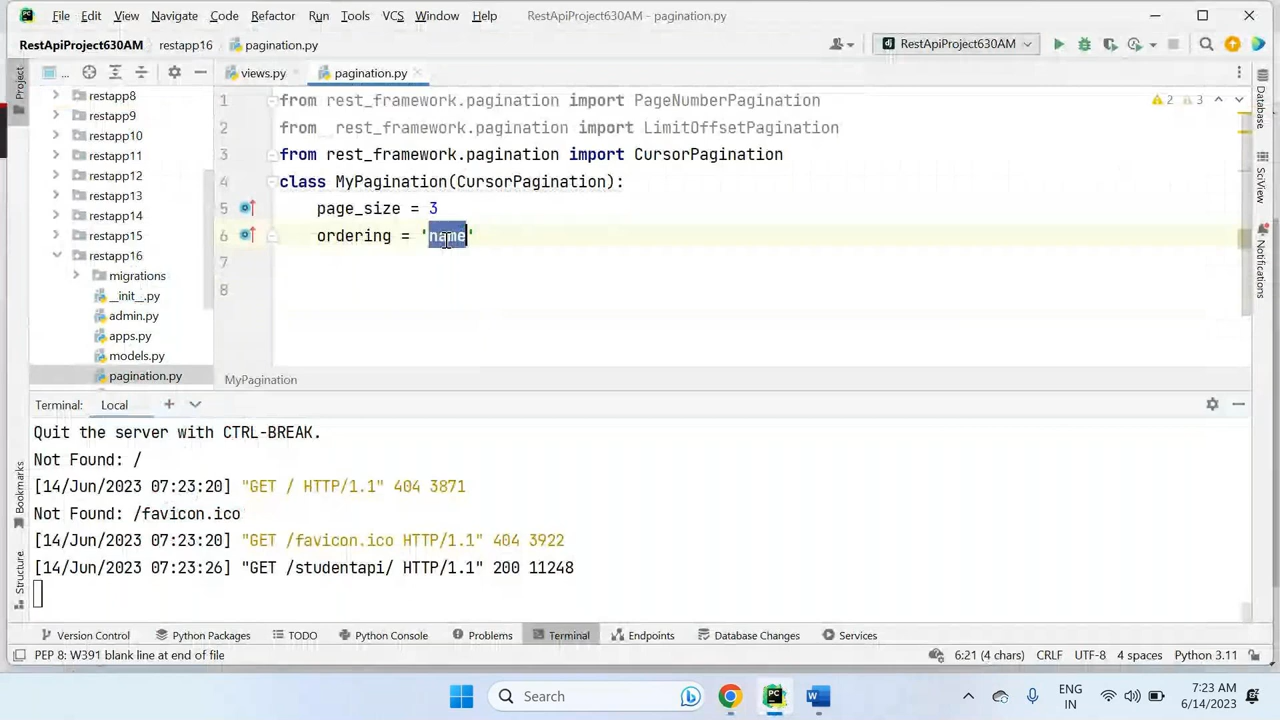 File Edit View Navigate Code Refactor Run Tools VCS Window Help RestApiProject630AM - pagination.py
RestApiProject630AM restapp16 pagination.py RestApiProject630AM
Project
... views.py pagination.py
restapp8
restapp9
restapp10
restapp11
restapp12
restapp13
restapp14
restapp15
restapp16
migrations
__init__.py
admin.py
apps.py
models.py
pagination.py
1 from rest_framework.pagination import PageNumberPagination
2 from rest_framework.pagination import LimitOffsetPagination
3 from rest_framework.pagination import CursorPagination
4 class MyPagination(CursorPagination):
5 page_size = 3
6 ordering = 'name'
7
8
2 3
MyPagination
Database
SciView
Notifications
Terminal: Local
Quit the server with CTRL-BREAK.
Not Found: /
[14/Jun/2023 07:23:20] "GET / HTTP/1.1" 404 3871
Not Found: /favicon.ico
[14/Jun/2023 07:23:20] "GET /favicon.ico HTTP/1.1" 404 3922
[14/Jun/2023 07:23:26] "GET /studentapi/ HTTP/1.1" 200 11248
Bookmarks
Structure
Version Control Python Packages TODO Python Console Problems Terminal Endpoints Database Changes Services
PEP 8: W391 blank line at end of file 6:21 (4 chars) CRLF UTF-8 4 spaces Python 3.11
Search
ENG
IN
7:23 AM
6/14/2023